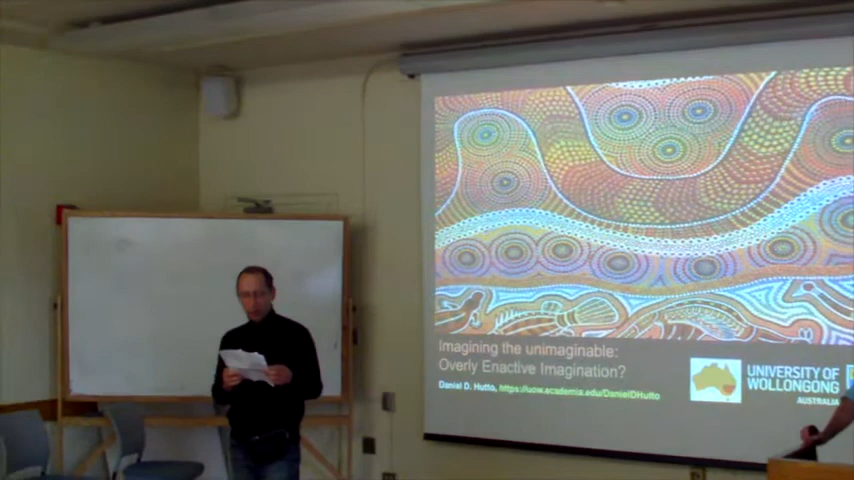 Imagining the unimaginable:
Overly Enactive Imagination?
Daniel D. Hutto, https://uow.academia.edu/DanielDHutto
UNIVERSITY OF
WOLLONGONG
AUSTRALIA